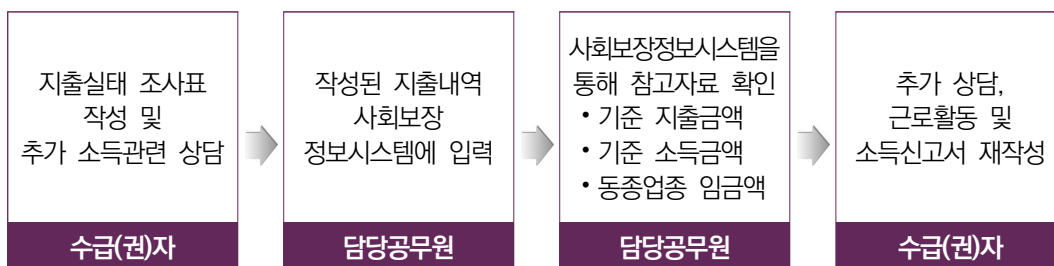 지출실태 조사표
작성 및
추가 소득관련 상담
수급(권)자
작성된 지출내역
사회보장
정보시스템에 입력
담당공무원
사회보장정보시스템을
통해 참고자료 확인
• 기준 지출금액
• 기준 소득금액
• 동종업종 임금액
담당공무원
추가 상담,
근로활동 및
소득신고서 재작성
수급(권)자